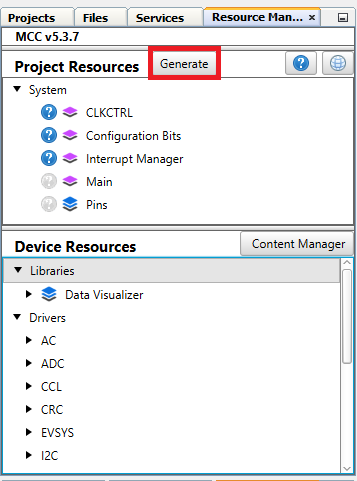 Projects Files Services Resource Man... ×
MCC v5.3.7
Project Resources Generate ?
System
? CLKCTRL
? Configuration Bits
? Interrupt Manager
? Main
? Pins
Device Resources Content Manager
Libraries
Data Visualizer
Drivers
AC
ADC
CCL
CRC
EVSYS
I2C